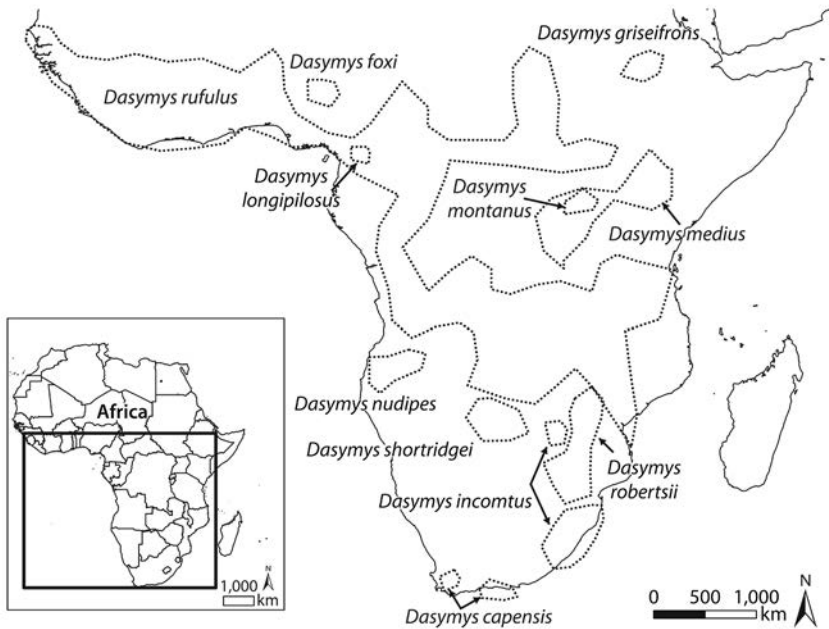 Dasymys griseifrons
Dasymys foxi
Dasymys rufulus
Dasymys
longipilosus
Dasymys
montanus
Dasymys medius
Dasymys nudipes
Dasymys shortridgei
Dasymys incomtus
Dasymys
robertsii
Dasymys capensis
Africa
N
1,000
km
0 500 1,000
km
N